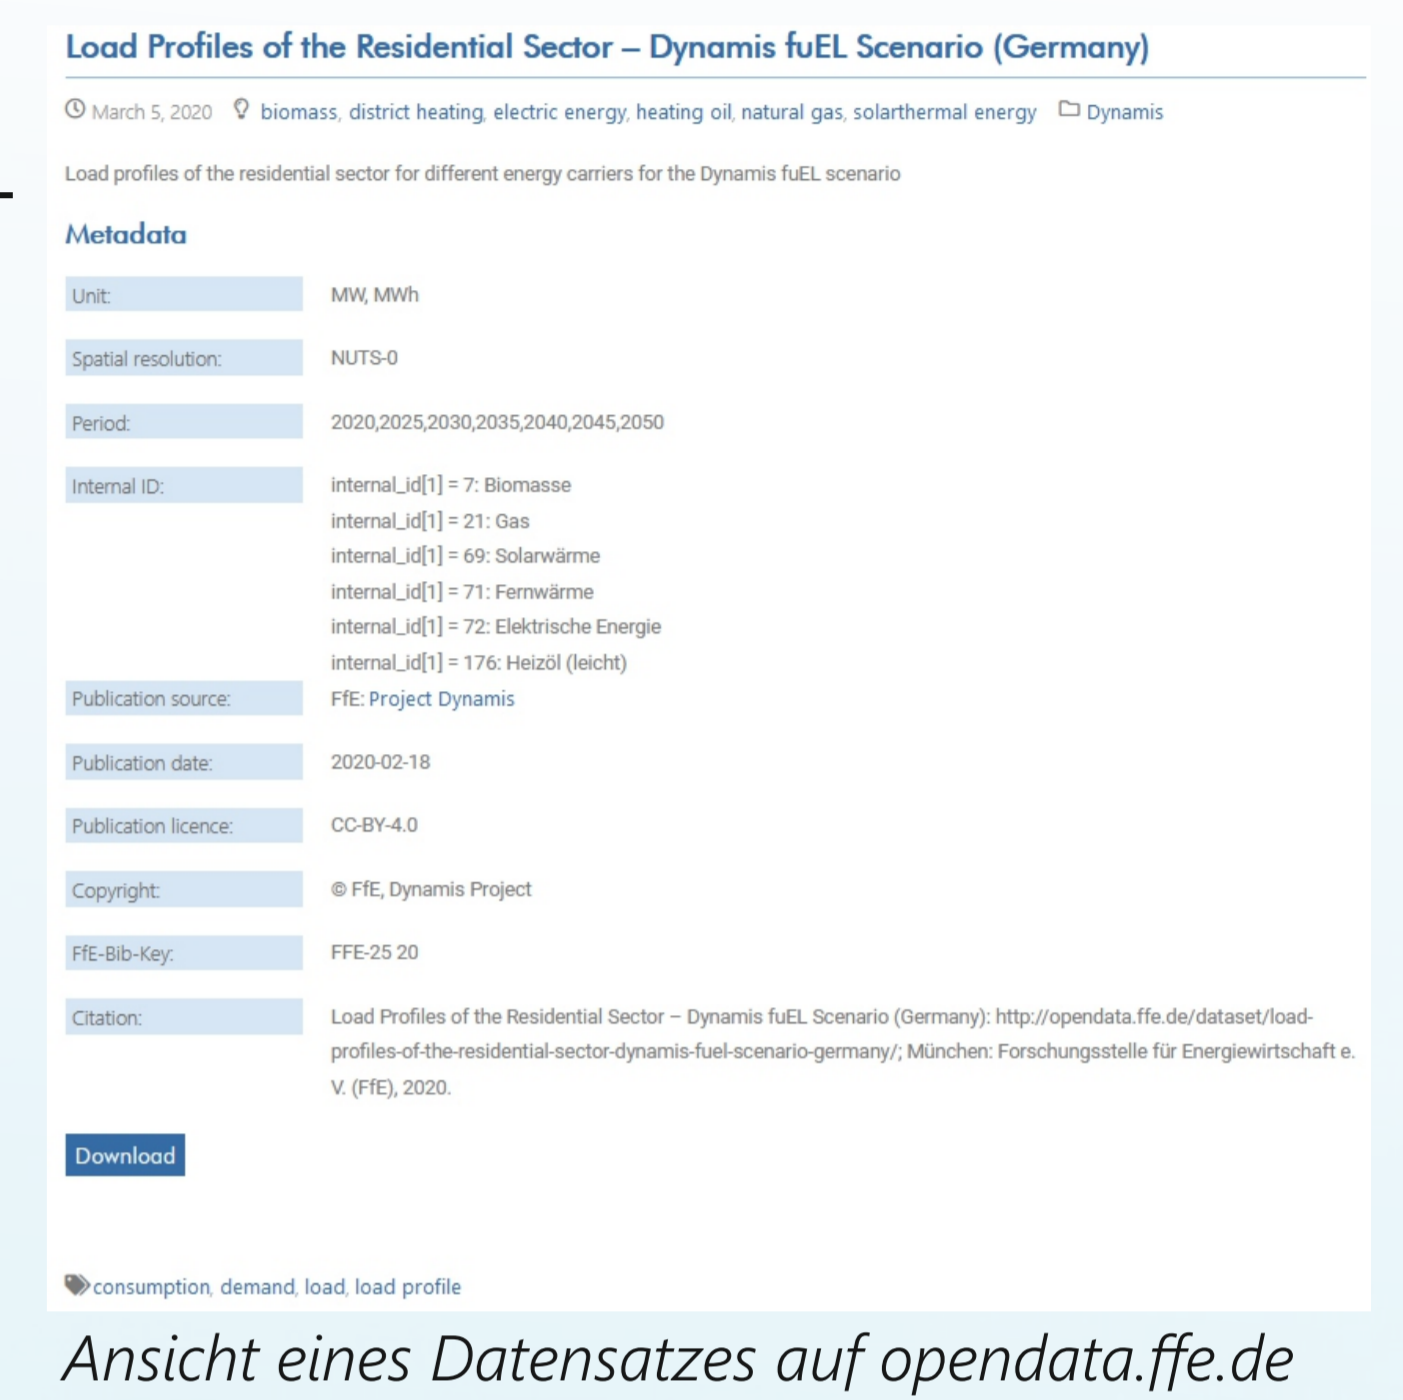 Load Profiles of the Residential Sector – Dynamis fuEL Scenario (Germany)
March 5, 2020 biomass, district heating, electric energy, heating oil, natural gas, solarthermal energy Dynamis
Load profiles of the residential sector for different energy carriers for the Dynamis fuEL scenario
Metadata
Unit: MW, MWh
Spatial resolution: NUTS-0
Period: 2020,2025,2030,2035,2040,2045,2050
Internal ID: internal_id[1] = 7: Biomasse
internal_id[1] = 21: Gas
internal_id[1] = 69: Solarwärme
internal_id[1] = 71: Fernwärme
internal_id[1] = 72: Elektrische Energie
internal_id[1] = 176: Heizöl (leicht)
Publication source: FfE: Project Dynamis
Publication date: 2020-02-18
Publication licence: CC-BY-4.0
Copyright: © FfE, Dynamis Project
FfE-Bib-Key: FFE-25 20
Citation: Load Profiles of the Residential Sector – Dynamis fuEL Scenario (Germany): http://opendata.ffe.de/dataset/load-
profiles-of-the-residential-sector-dynamis-fuel-scenario-germany/; München: Forschungsstelle für Energiewirtschaft e.
V. (FfE), 2020.
Download
consumption, demand, load, load profile
Ansicht eines Datensatzes auf opendata.ffe.de